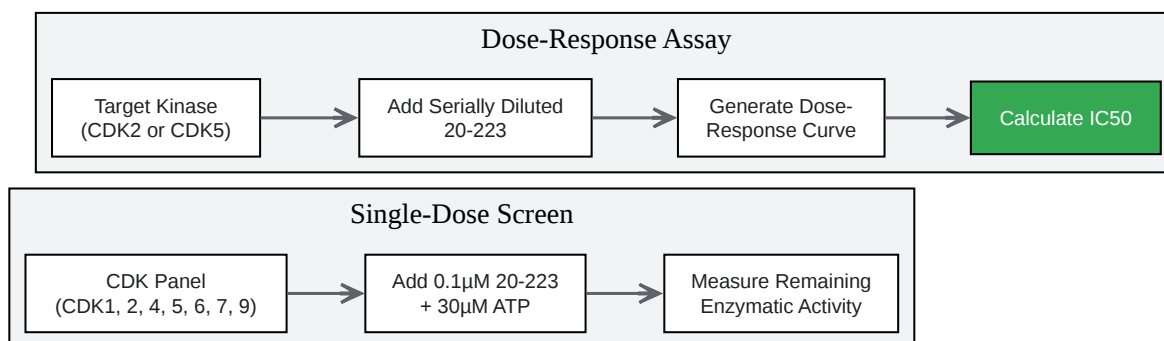 Dose-Response Assay
Target Kinase
(CDK2 or CDK5)
Add Serially Diluted
20-223
Generate Dose-
Response Curve
Calculate IC50
Single-Dose Screen
CDK Panel
(CDK1, 2, 4, 5, 6, 7, 9)
Add 0.1µM 20-223
+ 30µM ATP
Measure Remaining
Enzymatic Activity